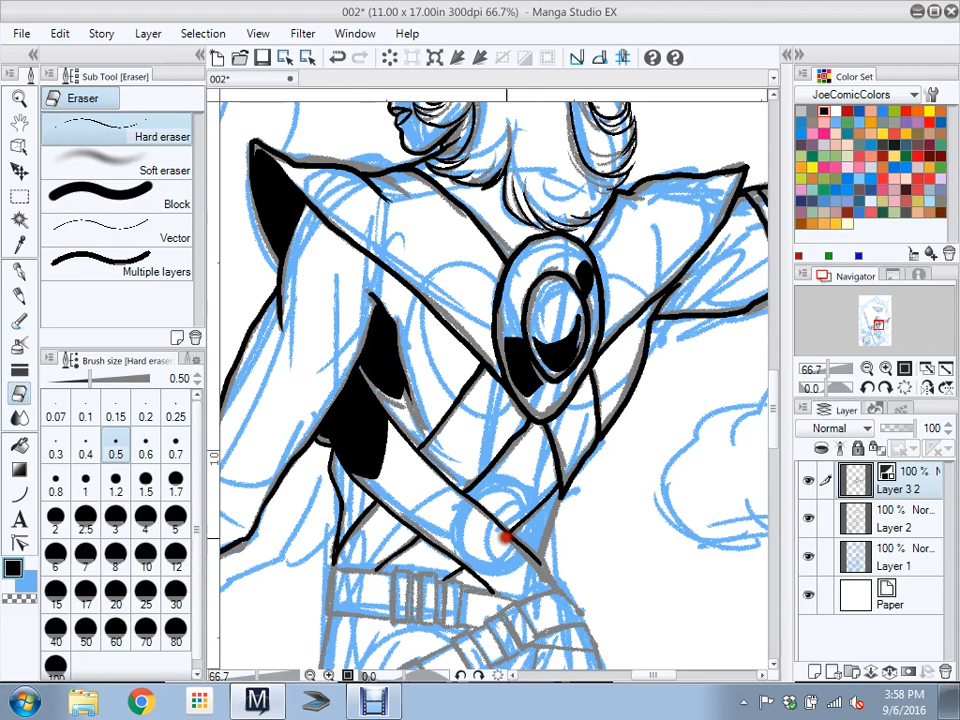 002* (11.00 x 17.00in 300dpi 66.7%) - Manga Studio EX
File Edit Story Layer Selection View Filter Window Help
Sub Tool [Eraser]
002*
Color Set
Eraser
JoeComicColors
Hard eraser
Soft eraser
Block
Vector
Multiple layers
Navigator
Brush size [Hard eraser]
0.50
66.7
0.0
0.07 0.1 0.15 0.2 0.25
0.3 0.4 0.5 0.6 0.7
0.8 1 1.2 1.5 1.7
2 2.5 3 4 5
6 7 8 10 12
15 17 20 25 30
40 50 60 70 80
100
Layer
Normal 100
100 % N
Layer 3 2
100 % Nor...
Layer 2
100 % Nor...
Layer 1
Paper
10
66.7 0.0
M
3:58 PM
9/6/2016